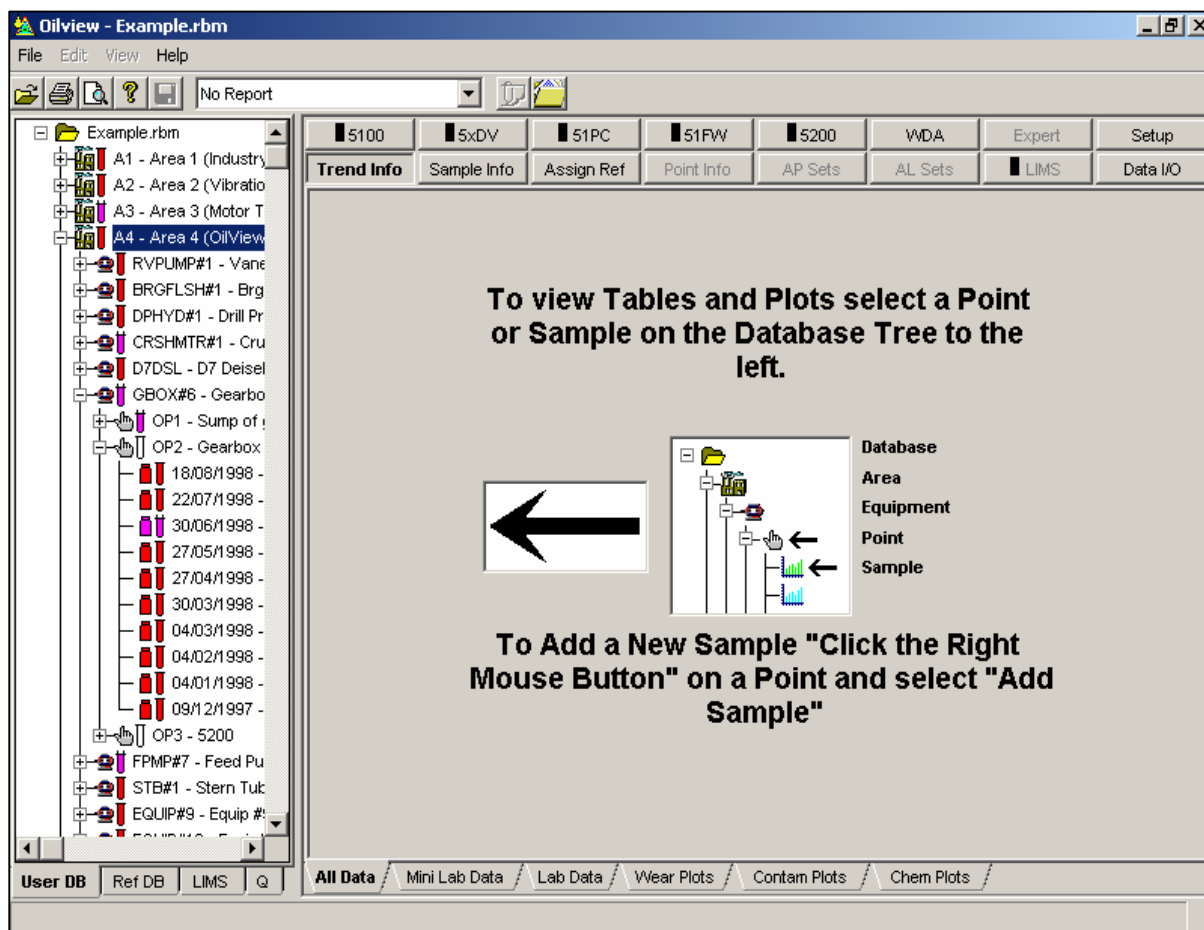 Oilview - Example.rbm
File Edit View Help
No Report
Example.rbm
A1 - Area 1 (Industry
A2 - Area 2 (Vibratio
A3 - Area 3 (Motor T
A4 - Area 4 (OilView
RVPUMP#1 - Vane
BRGFLSH#1 - Brg
DPHYD#1 - Drill Pr
CRSHMTR#1 - Cru
D7DSL - D7 Deisel
GBOX#6 - Gearbo
OP1 - Sump of g
OP2 - Gearbox
18/08/1998 -
22/07/1998 -
30/06/1998 -
27/05/1998 -
27/04/1998 -
30/03/1998 -
04/03/1998 -
04/02/1998 -
04/01/1998 -
09/12/1997 -
OP3 - 5200
FPMP#7 - Feed Pu
STB#1 - Stern Tub
EQUIP#9 - Equip #9
User DB Ref DB LIMS Q
5100 5xDV 51PC 51FW 5200 WDA Expert Setup
Trend Info Sample Info Assign Ref Point Info AP Sets AL Sets LIMS Data I/O
To view Tables and Plots select a Point
or Sample on the Database Tree to the
left.
Database
Area
Equipment
Point
Sample
To Add a New Sample "Click the Right
Mouse Button" on a Point and select "Add
Sample"
All Data Mini Lab Data Lab Data Wear Plots Contam Plots Chem Plots